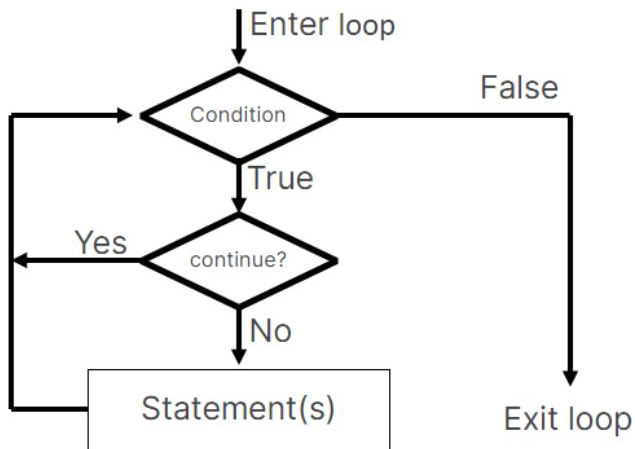 Enter loop
False
Condition
True
Yes
continue?
No
Statement(s)
Exit loop